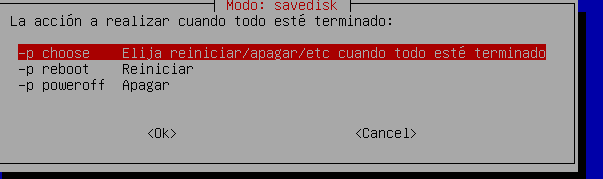 Modo: savedisk
La acción a realizar cuando todo esté terminado:
-p choose Elija reiniciar/apagar/etc cuando todo esté terminado
-p reboot Reiniciar
-p poweroff Apagar
<Ok> <Cancel>